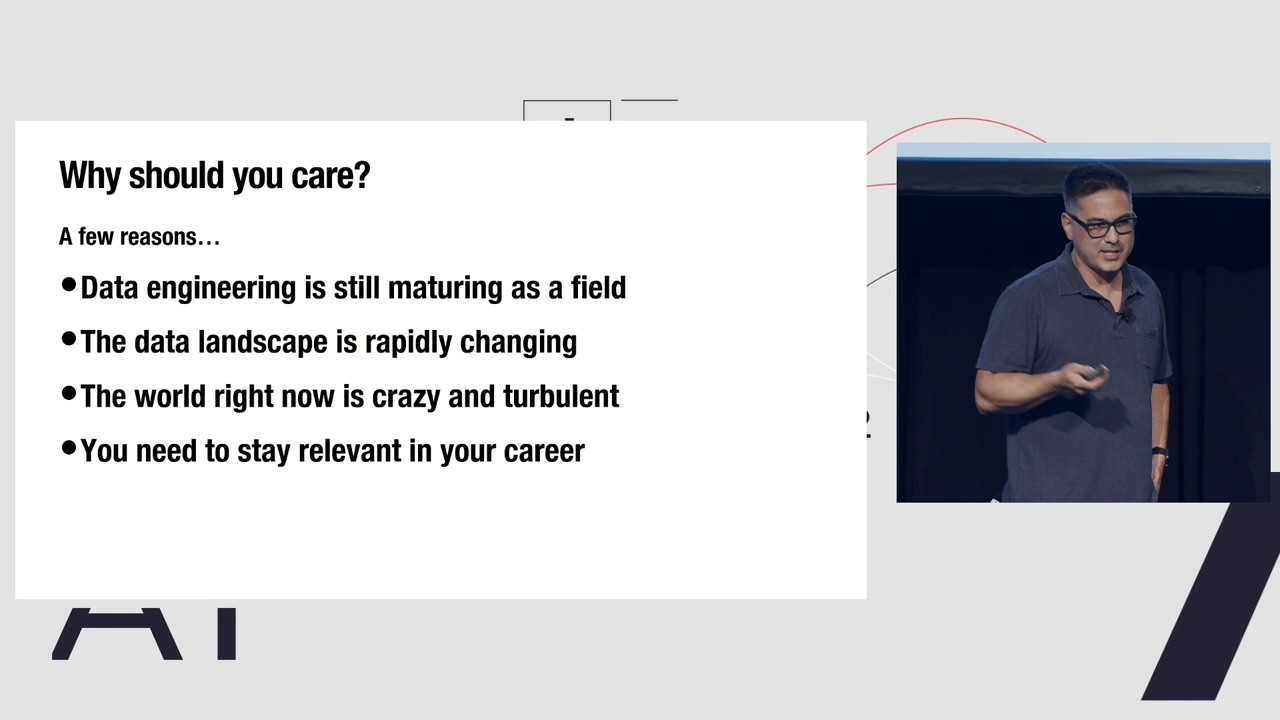 Why should you care?
A few reasons…
•Data engineering is still maturing as a field
•The data landscape is rapidly changing
•The world right now is crazy and turbulent
•You need to stay relevant in your career